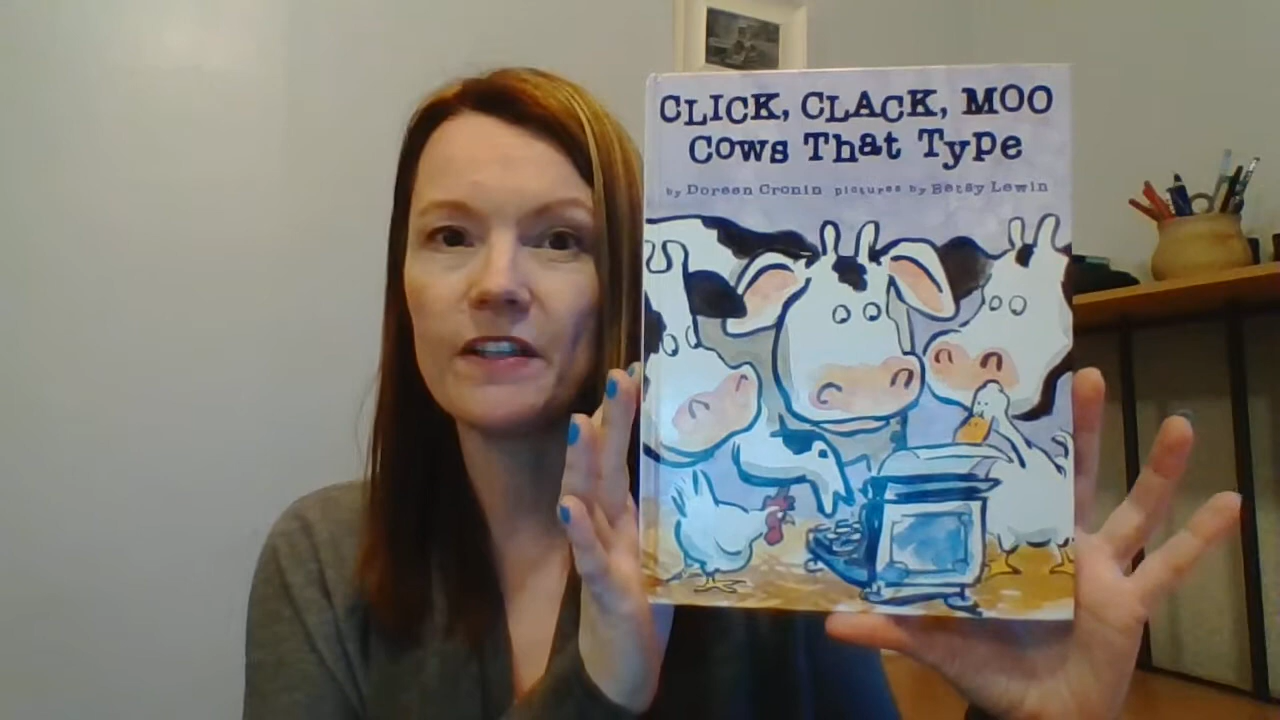 CLICK, CLACK, MOO
Cows That Type
by Doreen Cronin pictures by Betsy Lewin